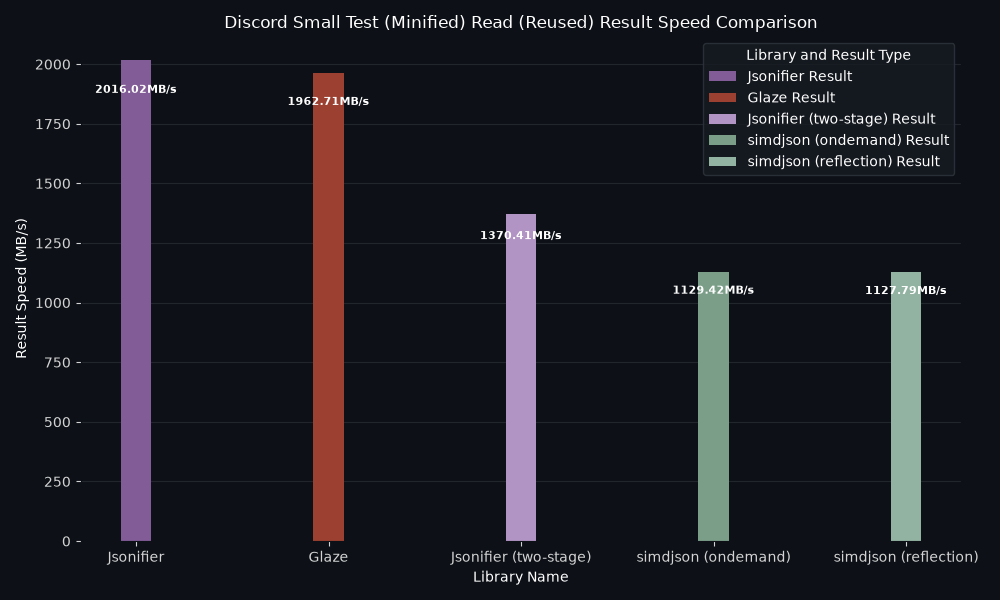 Discord Small Test (Minified) Read (Reused) Result Speed Comparison
Library and Result Type
Jsonifier Result
Glaze Result
Jsonifier (two-stage) Result
simdjson (ondemand) Result
simdjson (reflection) Result
Result Speed (MB/s)
2000
1750
1500
1250
1000
750
500
250
0
2016.02MB/s
1962.71MB/s
1370.41MB/s
1129.42MB/s
1127.79MB/s
Jsonifier
Glaze
Jsonifier (two-stage)
simdjson (ondemand)
simdjson (reflection)
Library Name